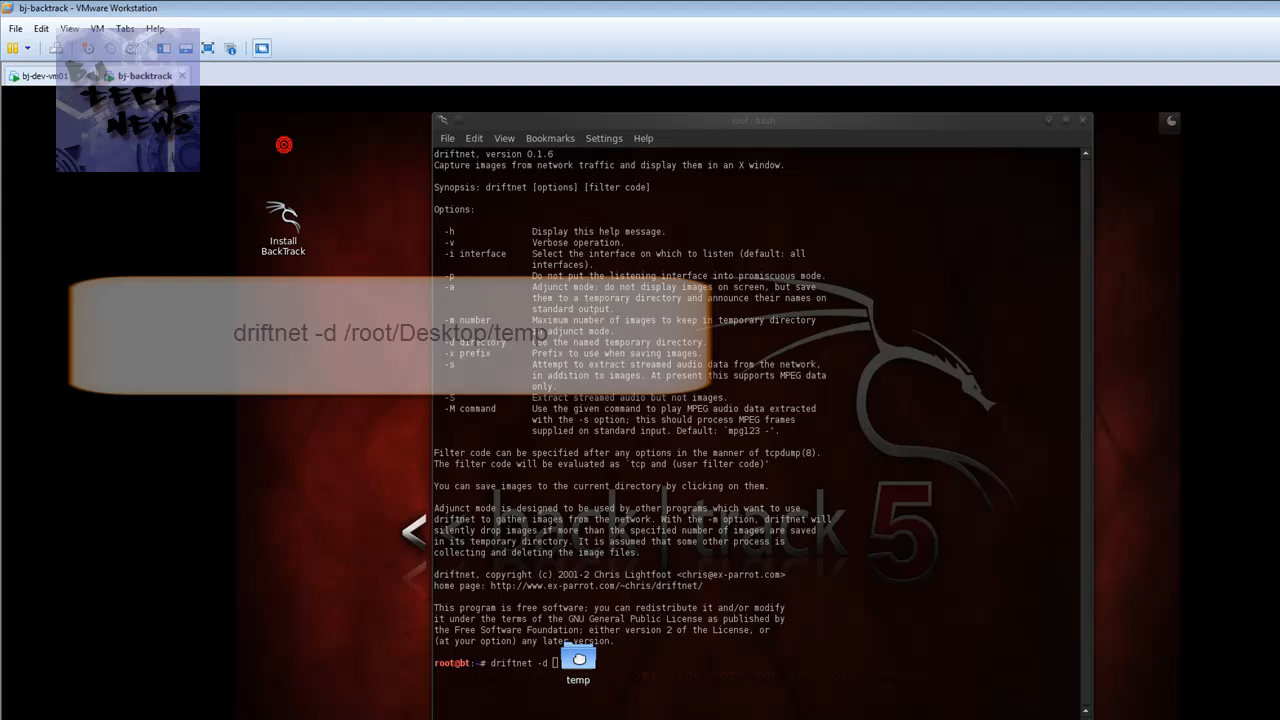 bj-backtrack - VMware Workstation
File Edit View VM Tabs Help
bj-dev-vm01 bj-backtrack
BJ
TECH
NEWS
root : bash
File Edit View Bookmarks Settings Help
driftnet, version 0.1.6
Capture images from network traffic and display them in an X window.
Synopsis: driftnet [options] [filter code]
Options:
-h Display this help message.
-v Verbose operation.
-i interface Select the interface on which to listen (default: all
interfaces).
-p Do not put the listening interface into promiscuous mode.
-a Adjunct mode: do not display images on screen, but save
them to a temporary directory and announce their names on
standard output.
-m number Maximum number of images to keep in temporary directory
in adjunct mode.
-d directory Use the named temporary directory.
-x prefix Prefix to use when saving images.
-s Attempt to extract streamed audio data from the network,
in addition to images. At present this supports MPEG data
only.
-S Extract streamed audio but not images.
-M command Use the given command to play MPEG audio data extracted
with the -s option; this should process MPEG frames
supplied on standard input. Default: `mpg123 -'.
Filter code can be specified after any options in the manner of tcpdump(8).
The filter code will be evaluated as `tcp and (user filter code)'
You can save images to the current directory by clicking on them.
Adjunct mode is designed to be used by other programs which want to use
driftnet to gather images from the network. With the -m option, driftnet will
silently drop images if more than the specified number of images are saved
in its temporary directory. It is assumed that some other process is
collecting and deleting the image files.
driftnet, copyright (c) 2001-2 Chris Lightfoot <chris@ex-parrot.com>
home page: http://www.ex-parrot.com/~chris/driftnet/
This program is free software; you can redistribute it and/or modify
it under the terms of the GNU General Public License as published by
the Free Software Foundation; either version 2 of the License, or
(at your option) any later version.
root@bt:~# driftnet -d
Install
BackTrack
driftnet -d /root/Desktop/temp
<< back | track 5
temp